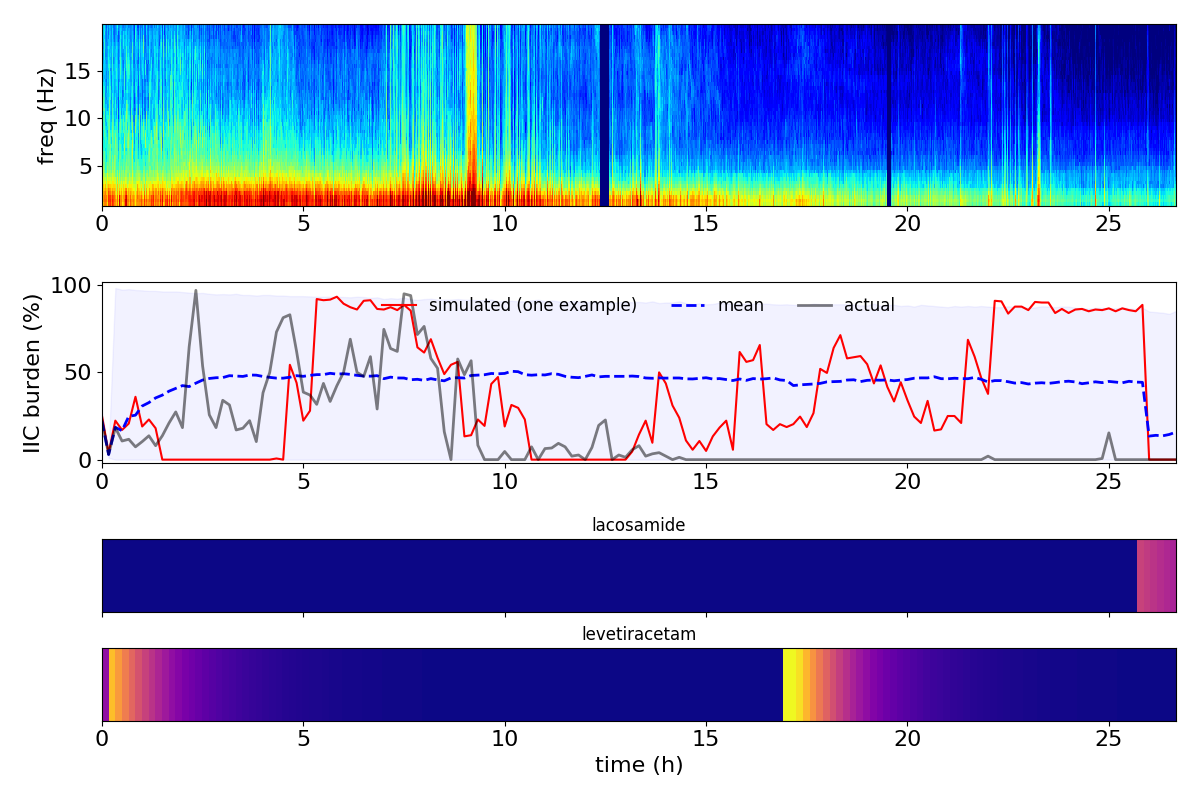 freq (Hz)
15
10
5
0 5 10 15 20 25
IIC burden (%)
100
50
0
simulated (one example) mean actual
0 5 10 15 20 25
lacosamide
levetiracetam
0 5 10 15 20 25
time (h)